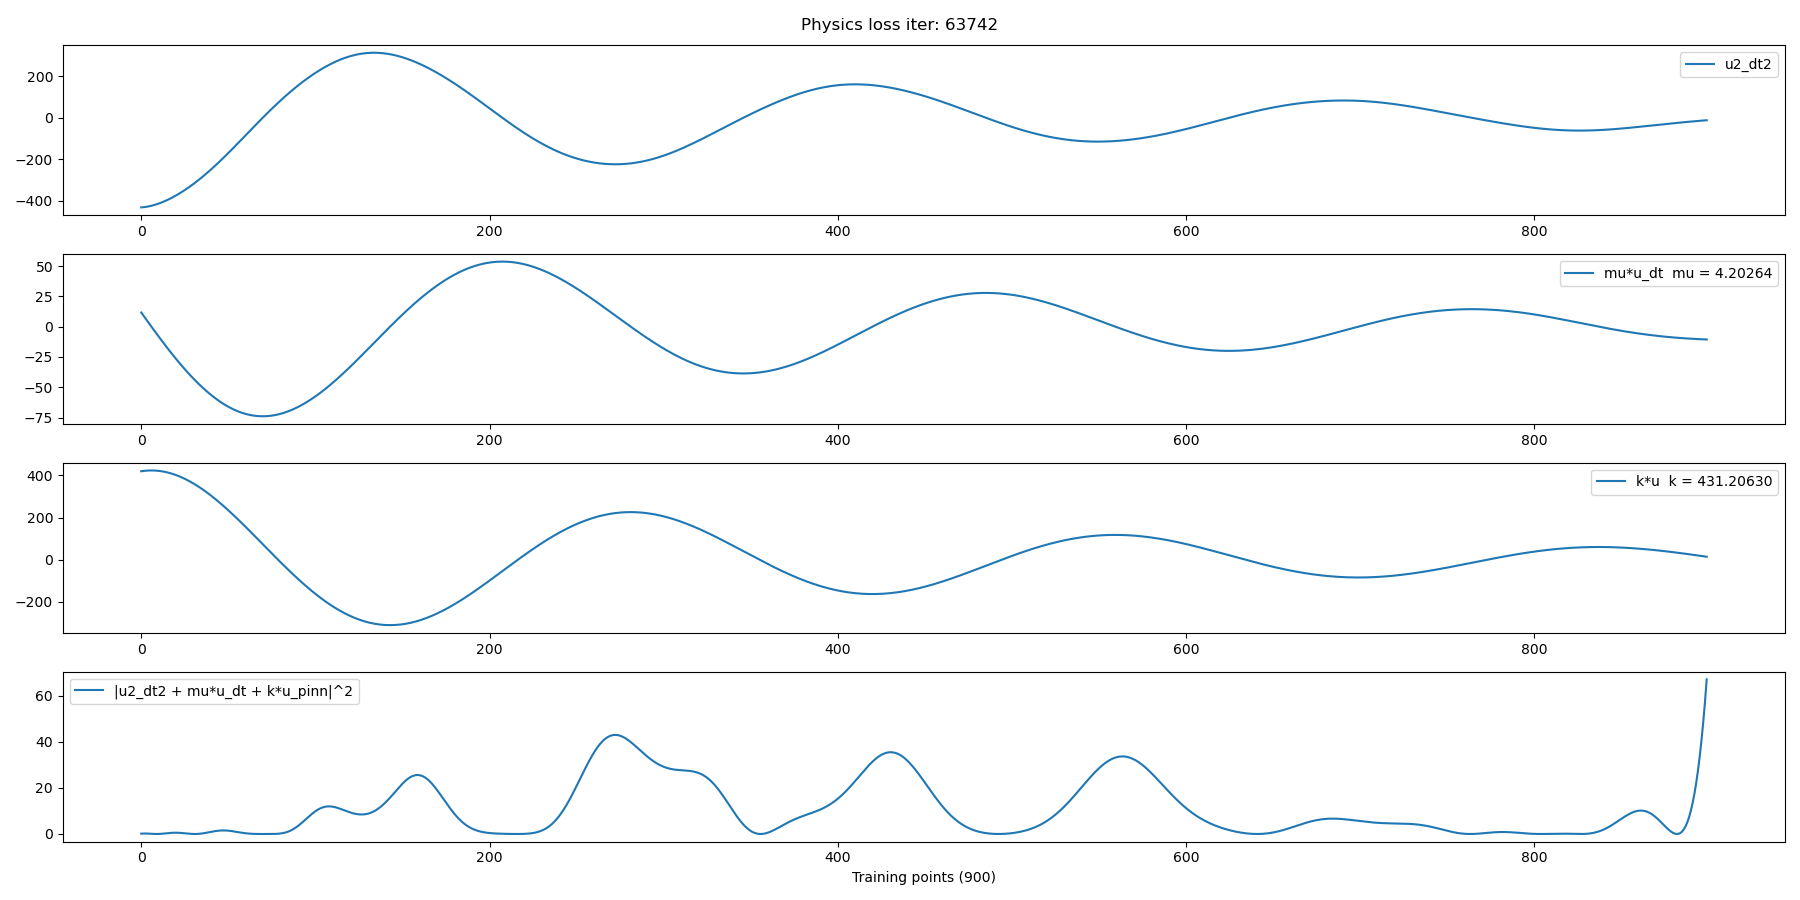 Physics loss iter: 63742
u2_dt2
200
0
−200
−400
0 200 400 600 800
mu*u_dt  mu = 4.20264
50
25
0
−25
−50
−75
0 200 400 600 800
k*u  k = 431.20630
400
200
0
−200
0 200 400 600 800
|u2_dt2 + mu*u_dt + k*u_pinn|^2
60
40
20
0
0 200 400 600 800
Training points (900)